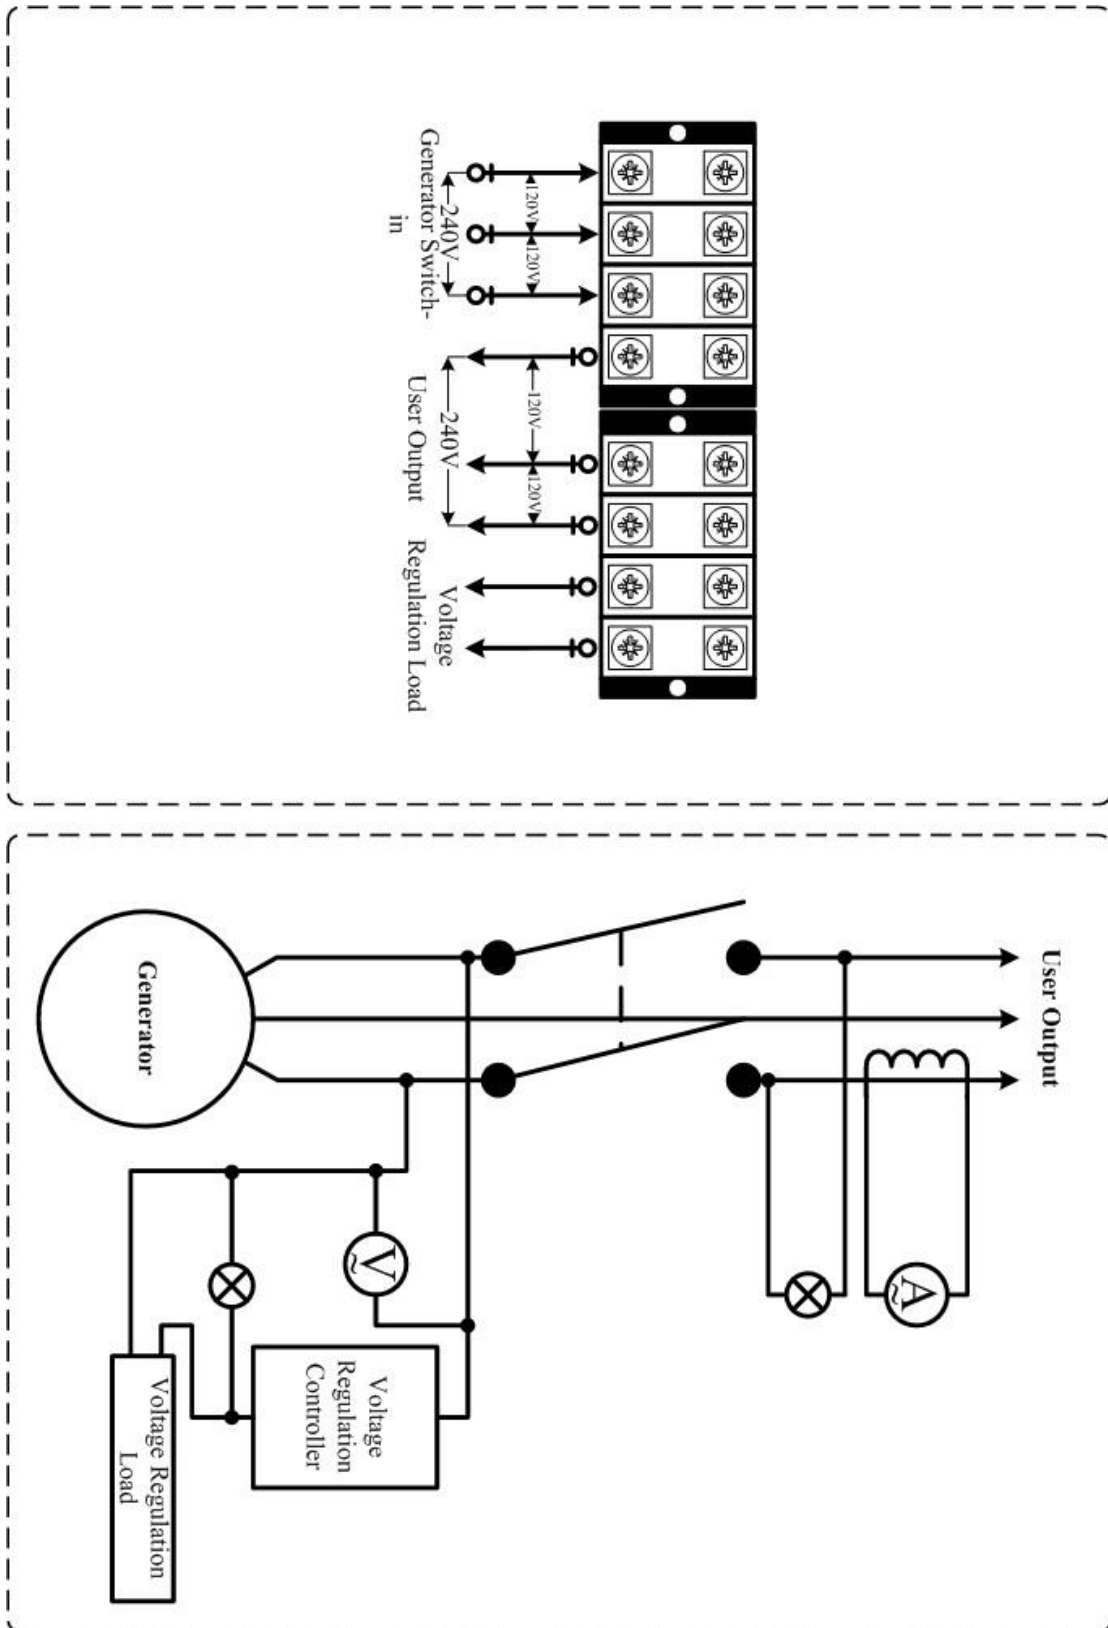 Generator Switch-
in
240V
120V
120V
User Output
240V
120V
120V
Voltage
Regulation Load
User Output
Generator
V
~
A
~
Voltage
Regulation
Controller
Voltage Regulation
Load